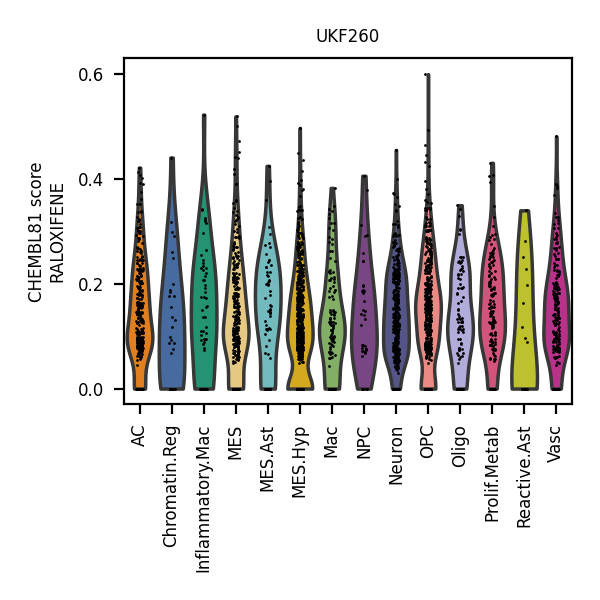 UKF260
CHEMBL81 score
RALOXIFENE
0.6
0.4
0.2
0.0
AC
Chromatin.Reg
Inflammatory.Mac
MES
MES.Ast
MES.Hyp
Mac
NPC
Neuron
OPC
Oligo
Prolif.Metab
Reactive.Ast
Vasc